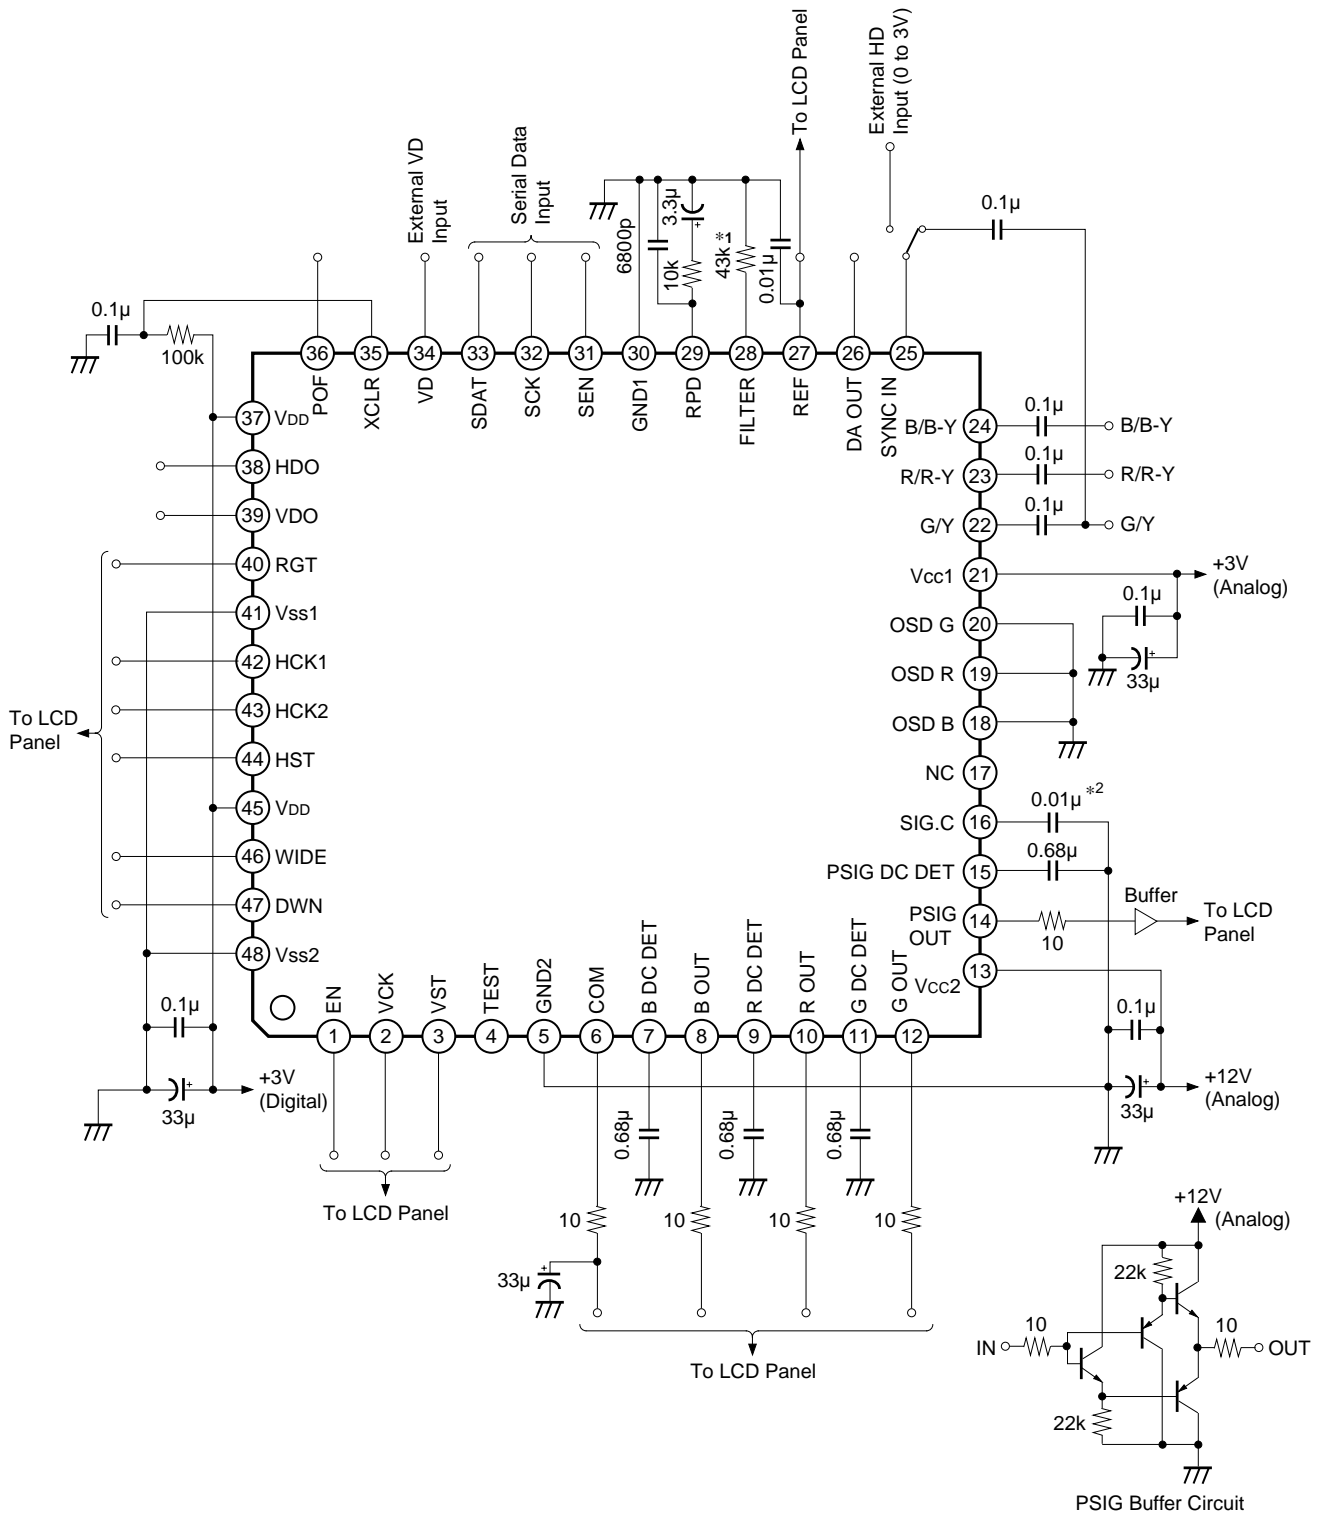 To LCD Panel
External HD
Input (0 to 3V)
External VD
Input
Serial Data
Input
6800p
3.3µ
10k
43k *1
0.01µ
0.1µ
0.1µ
100k
36
35
34
33
32
31
30
29
28
27
26
25
POF
XCLR
VD
SDAT
SCK
SEN
GND1
RPD
FILTER
REF
DA OUT
SYNC IN
37 VDD
38 HDO
39 VDO
40 RGT
41 Vss1
42 HCK1
43 HCK2
44 HST
45 VDD
46 WIDE
47 DWN
48 Vss2
To LCD
Panel
0.1µ
33µ
+
+3V
(Digital)
B/B-Y 24 0.1µ B/B-Y
R/R-Y 23 0.1µ R/R-Y
G/Y 22 0.1µ G/Y
Vcc1 21
+3V
(Analog)
0.1µ
+
33µ
OSD G 20
OSD R 19
OSD B 18
NC 17
SIG.C 16 0.01µ *2
PSIG DC DET 15 0.68µ
PSIG
OUT
14
10
Buffer
To LCD
Panel
VCC2 13
0.1µ
+
33µ
+12V
(Analog)
EN
VCK
VST
TEST
GND2
COM
B DC DET
B OUT
R DC DET
R OUT
G DC DET
G OUT
1
2
3
4
5
6
7
8
9
10
11
12
To LCD Panel
0.68µ
0.68µ
0.68µ
10
10
10
10
33µ
+
To LCD Panel
+12V
(Analog)
22k
IN
10
10
OUT
22k
PSIG Buffer Circuit